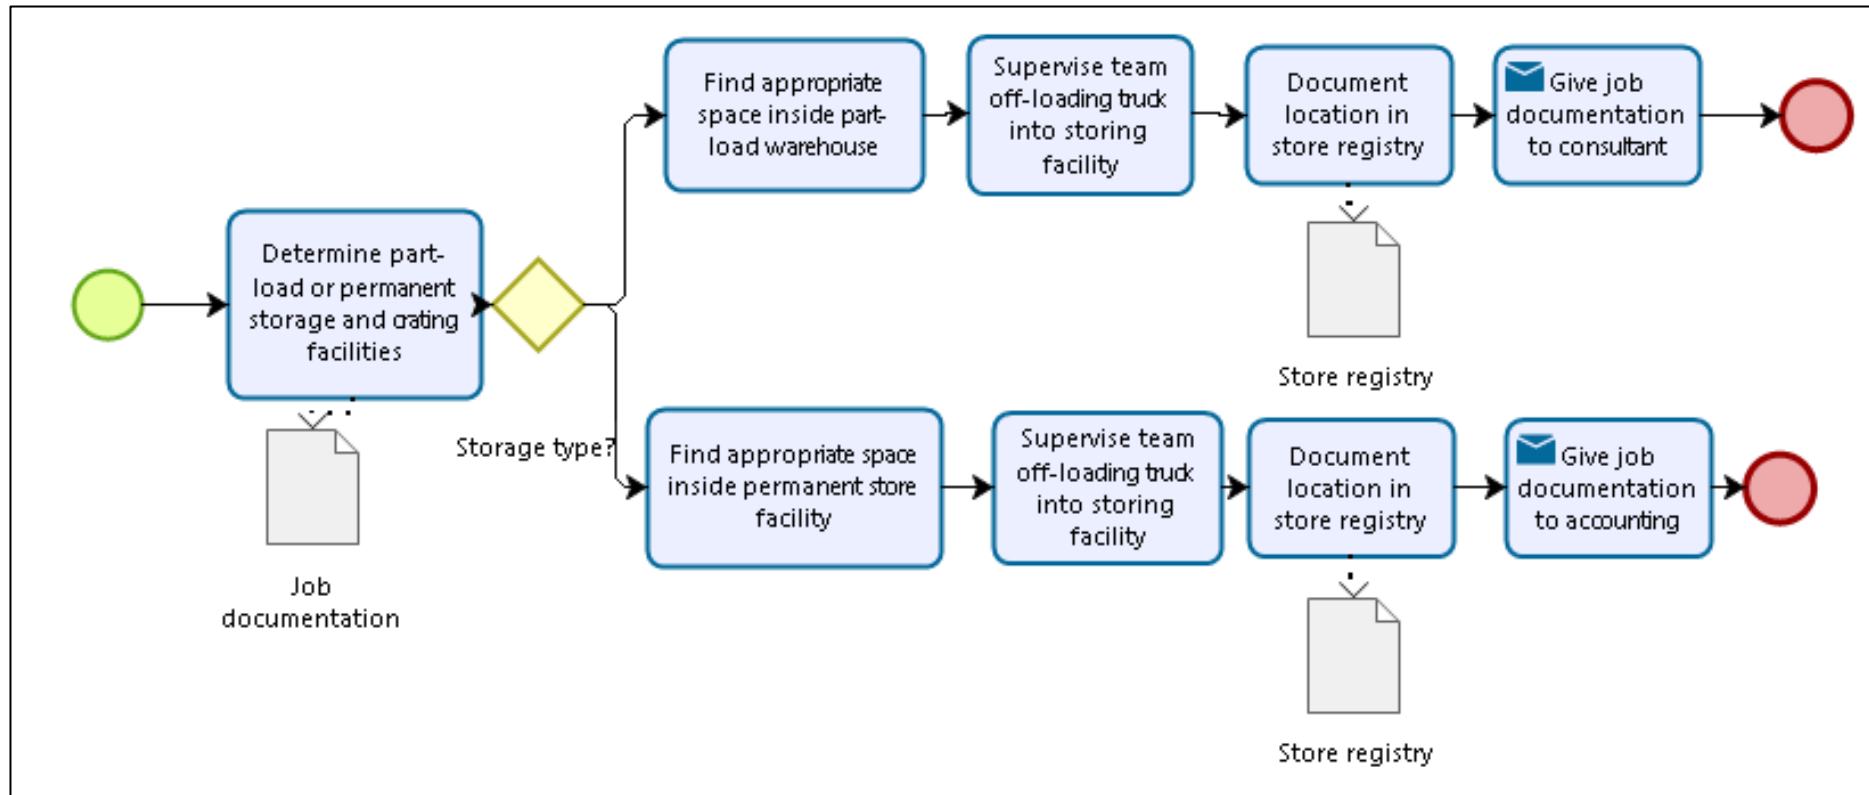 Determine part-
load or permanent
storage and crating
facilities
Job
documentation
Storage type?
Find appropriate
space inside part-
load warehouse
Supervise team
off-loading truck
into storing
facility
Document
location in
store registry
Store registry
Give job
documentation
to consultant
Find appropriate space
inside permanent store
facility
Supervise team
off-loading truck
into storing
facility
Document
location in
store registry
Store registry
Give job
documentation
to accounting